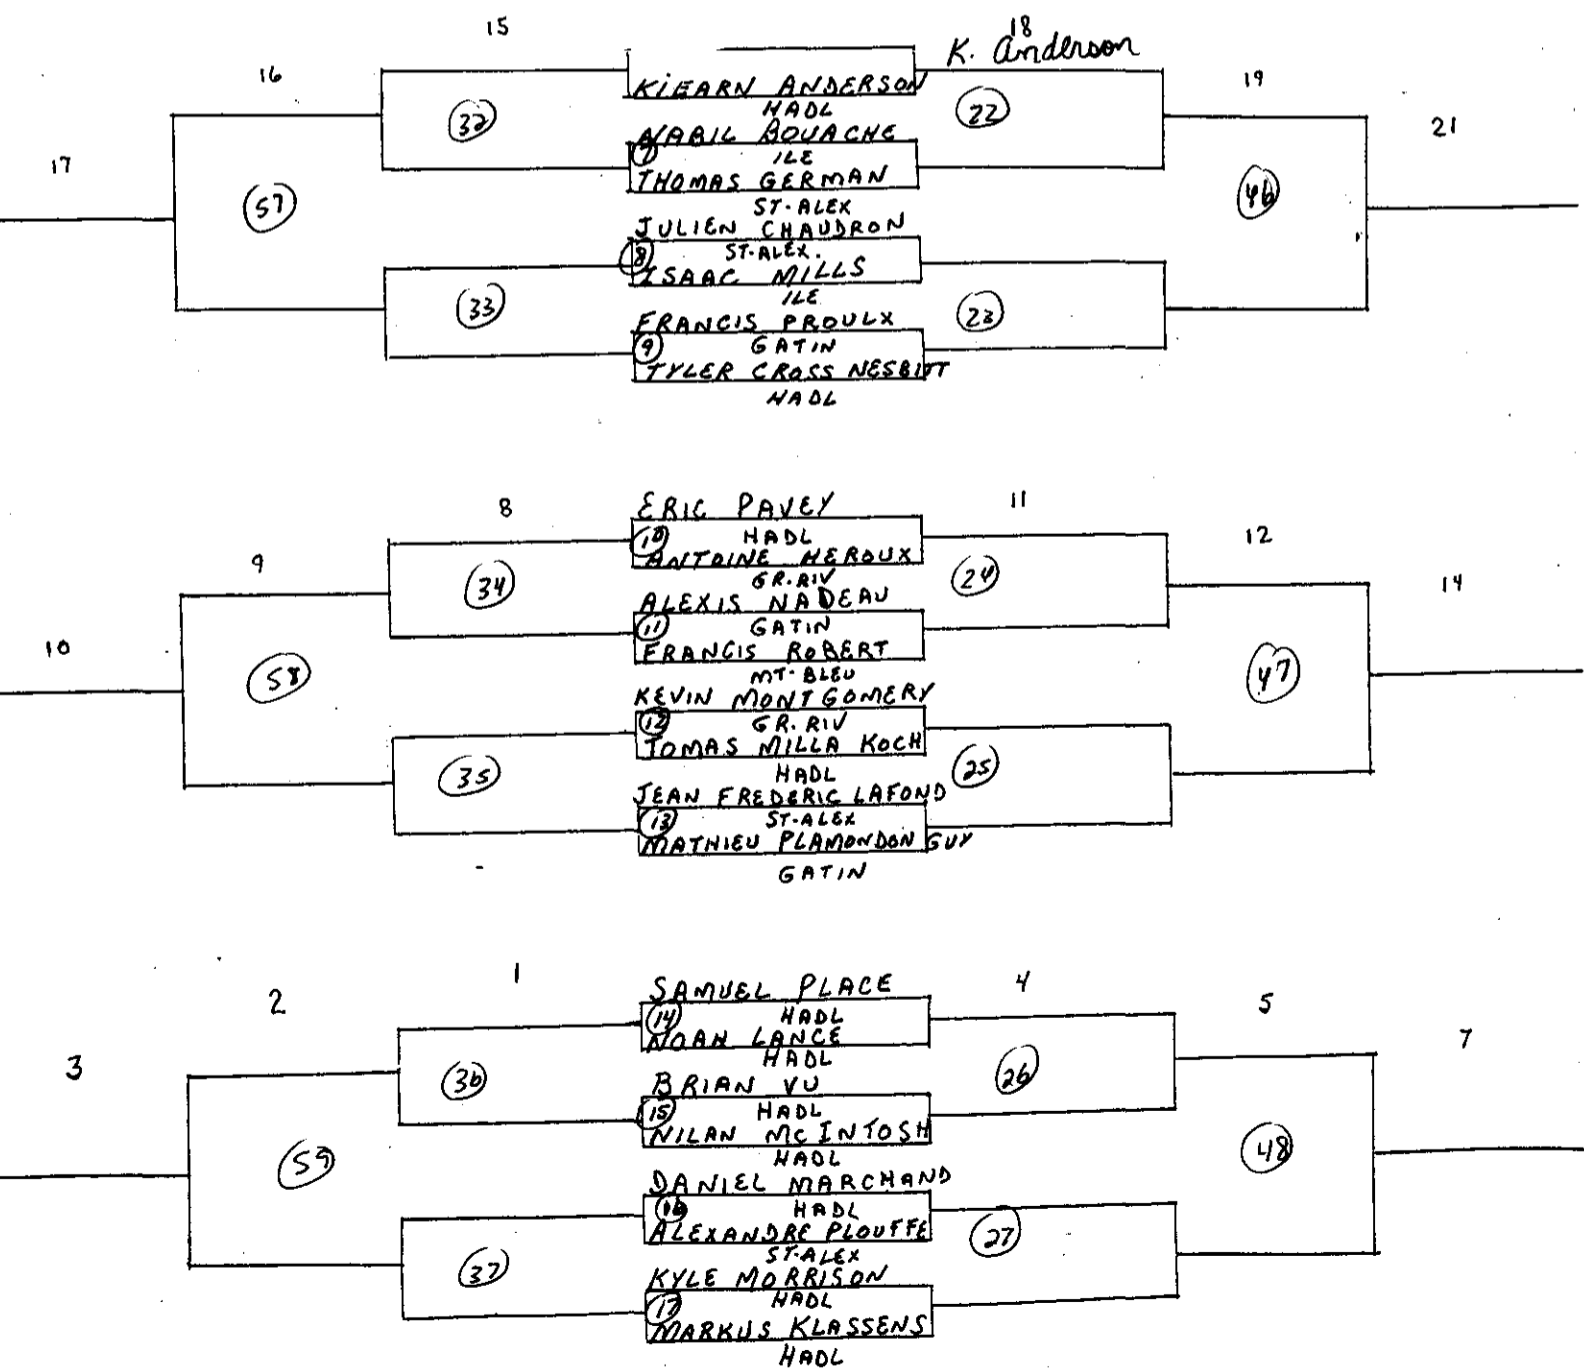 15
18
K. Anderson
16
KIEARN ANDERSON
19
HADL
32
22
NABIL BOUACHE
21
7 ILE
17
THOMAS GERMAN
57
ST-ALEX
46
JULIEN CHAUDRON
8 ST-ALEX.
ISAAC MILLS
ILE
33
23
FRANCIS PROULX
9 GATIN
TYLER CROSS NESBITT
HADL
8
ERIC PAVEY
11
10 HADL
12
ANTOINE HEROUX
9
GR. RIV
34
24
14
ALEXIS NADEAU
11 GATIN
10
FRANCIS ROBERT
MT-BLEU
58
47
KEVIN MONTGOMERY
12 GR. RIV
TOMAS MILLA KOCH
HADL
35
25
JEAN FREDERIC LAFOND
13 ST-ALEX
MATHIEU PLAMONDON GUY
GATIN
1
SAMUEL PLACE
4
2
5
14 HADL
NOAH LANCE
7
3
HADL
36
26
BRIAN VU
15 HADL
NILAN McINTOSH
48
HADL
59
DANIEL MARCHAND
16 HADL
ALEXANDRE PLOUFFE
27
ST-ALEX
37
KYLE MORRISON
17 HADL
MARKUS KLASSENS
HADL